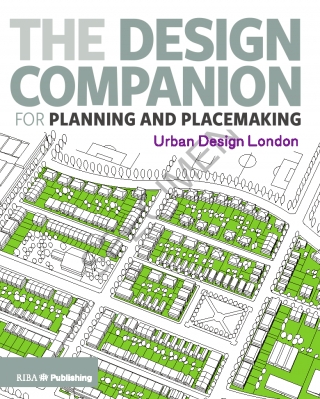 THE DESIGN
COMPANION
FOR PLANNING AND PLACEMAKING
Urban Design London
RIBA Publishing